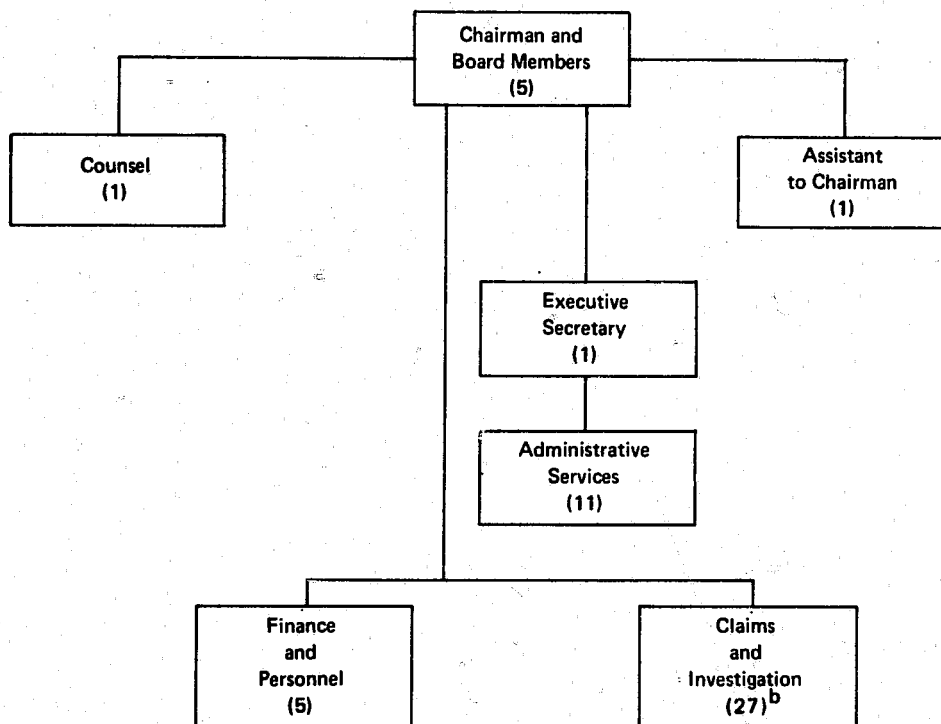 Chairman and
Board Members
(5)
Counsel
(1)
Assistant
to Chairman
(1)
Executive
Secretary
(1)
Administrative
Services
(11)
Finance
and
Personnel
(5)
Claims
and
Investigation
(27)b